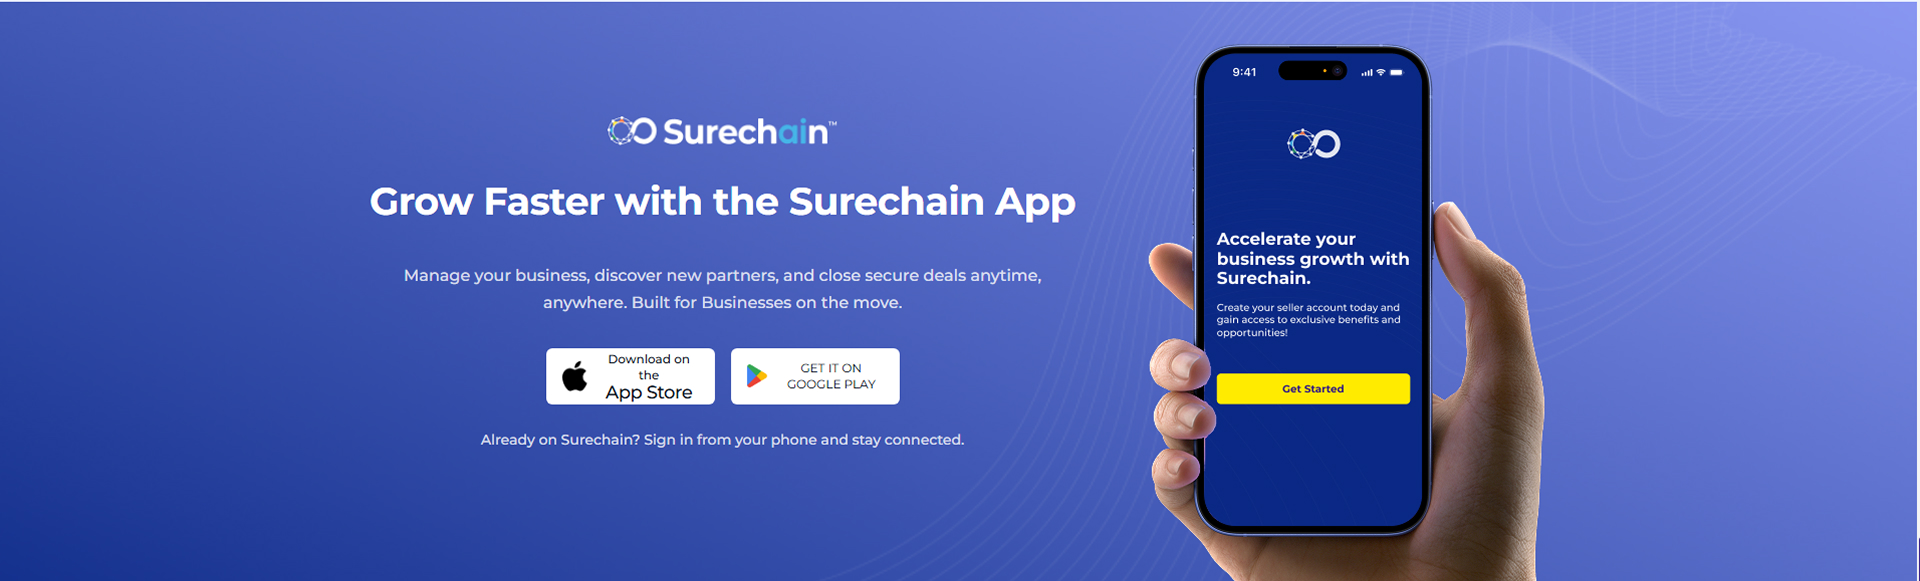 Surechain™
Grow Faster with the Surechain App
Manage your business, discover new partners, and close secure deals anytime,
anywhere. Built for Businesses on the move.
Download on
the
App Store
GET IT ON
GOOGLE PLAY
Already on Surechain? Sign in from your phone and stay connected.
9:41
Accelerate your
business growth with
Surechain.
Create your seller account today and
gain access to exclusive benefits and
opportunities!
Get Started